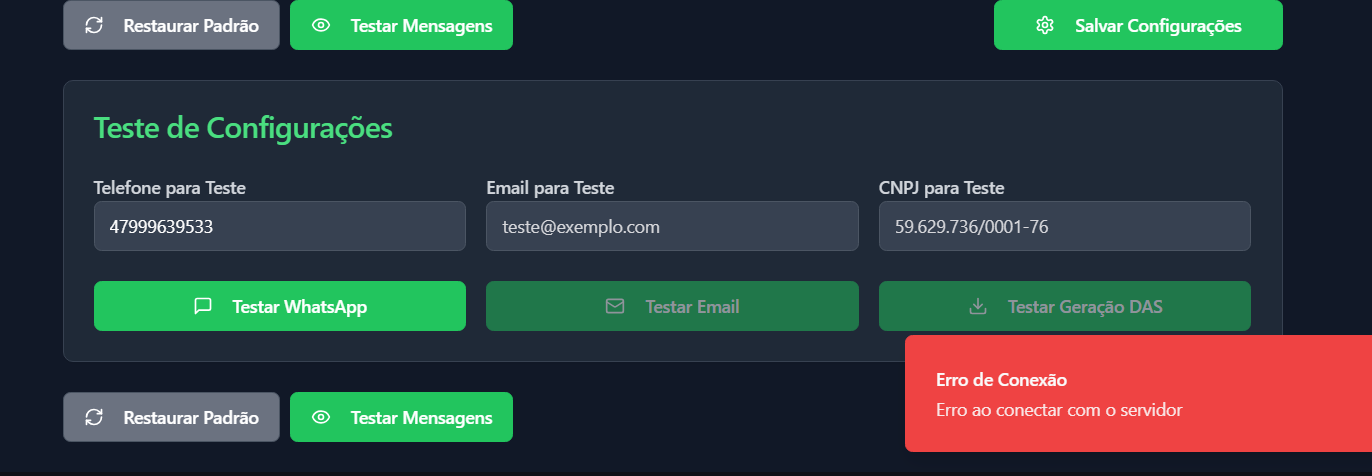 Restaurar Padrão
Testar Mensagens
Salvar Configurações
Teste de Configurações
Telefone para Teste
Email para Teste
CNPJ para Teste
47999639533
teste@exemplo.com
59.629.736/0001-76
Testar WhatsApp
Testar Email
Testar Geração DAS
Erro de Conexão
Erro ao conectar com o servidor
Restaurar Padrão
Testar Mensagens